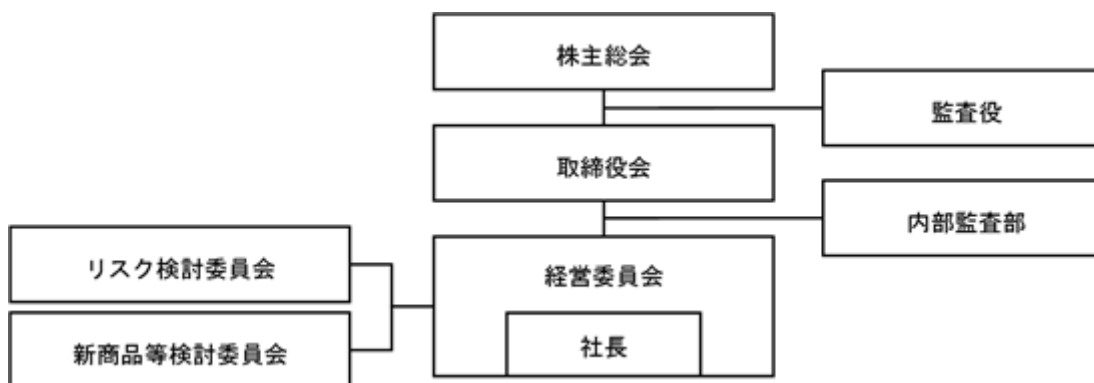 株主総会
監査役
取締役会
内部監査部
リスク検討委員会
経営委員会
社長
新商品等検討委員会